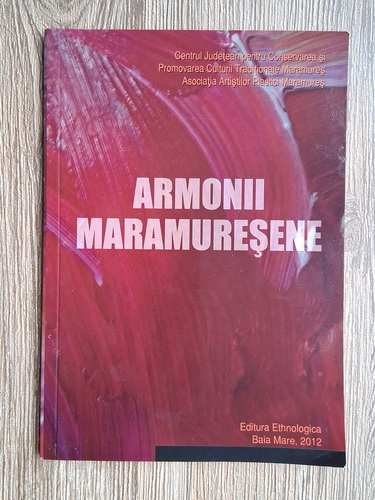 Centrul Județean pentru Conservarea și
Promovarea Culturii Tradiționale Maramureș
Asociația Artiștilor Plastici Maramureș
ARMONII
MARAMUREȘENE
Editura Ethnologica
Baia Mare, 2012